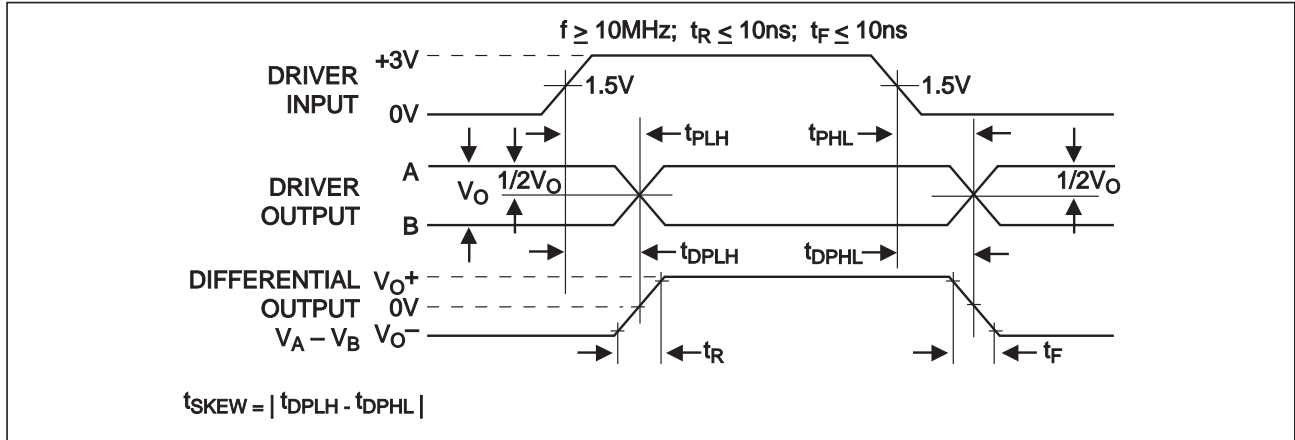 f ≥ 10MHz; tR ≤ 10ns; tF ≤ 10ns
+3V
DRIVER
INPUT
1.5V
1.5V
0V
tPLH
tPHL
A
DRIVER
OUTPUT
VO
1/2VO
1/2VO
B
tDPLH
tDPHL
DIFFERENTIAL
OUTPUT
VA – VB
VO+
0V
VO–
tR
tF
tSKEW = | tDPLH - tDPHL |